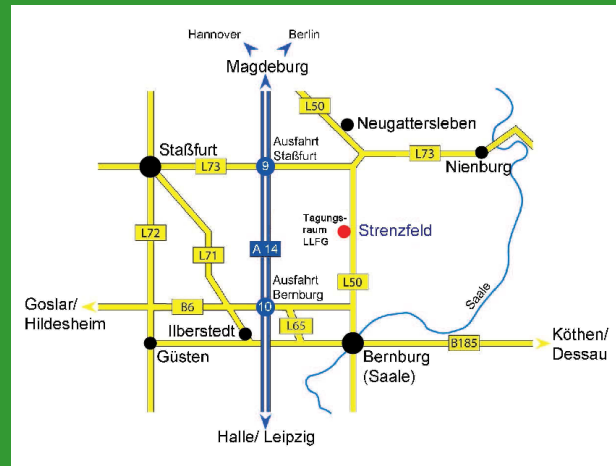 Hannover
Berlin
Magdeburg
L50
Neugattersleben
Staßfurt
Ausfahrt
Staßfurt
L73
9
L73
Nienburg
Tagungs-
raum
LLFG
Strenzfeld
L72
L71
A 14
Ausfahrt
Bernburg
L50
Saale
Goslar/
Hildesheim
B6
10
Ilberstedt
L65
Güsten
Bernburg
(Saale)
B185
Köthen/
Dessau
Halle/ Leipzig